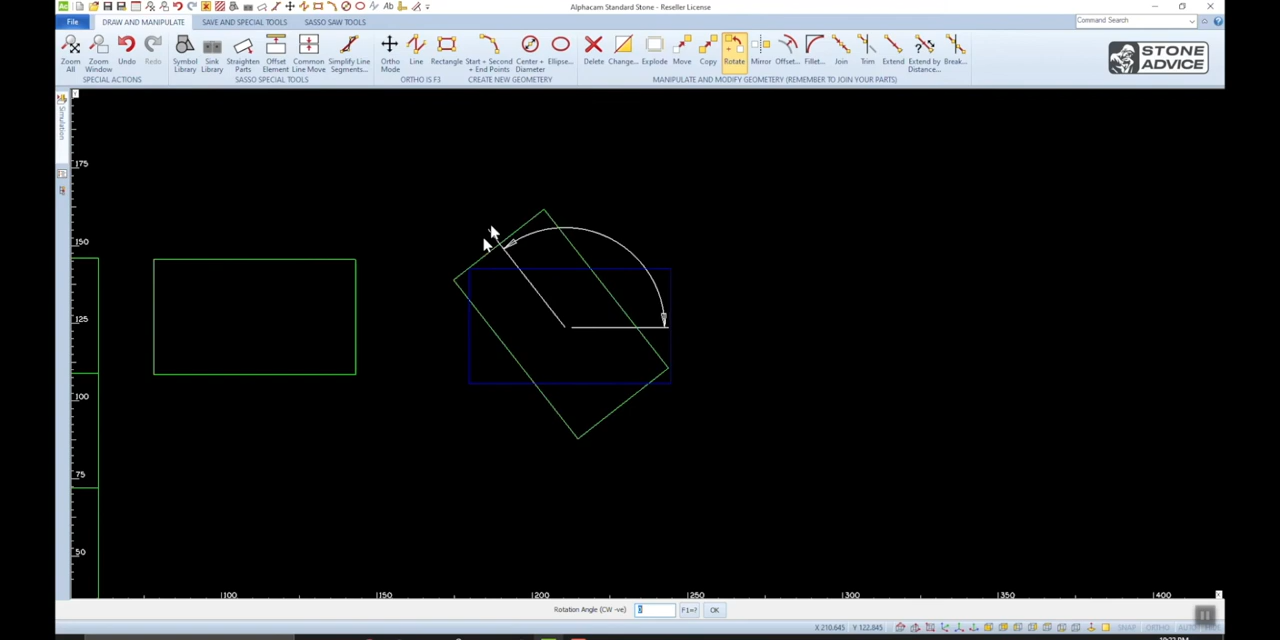 Alphacam Standard Stone - Reseller License
File DRAW AND MANIPULATE SAVE AND SPECIAL TOOLS SASSO SAW TOOLS Command Search
Zoom All
Zoom Window
Undo
Redo
Symbol Library
Sink Library
Straighten Parts
Offset Element
Common Line Move
Simplify Line Segments...
Ortho Mode
Line
Rectangle
Start + Second + End Points
Center + Diameter
Ellipse...
Delete
Change...
Explode
Move
Copy
Rotate
Mirror
Offset...
Fillet...
Join
Trim
Extend
Extend by Distance...
Break...
STONE ADVICE
SPECIAL ACTIONS SASSO SPECIAL TOOLS ORTHO IS F3 CREATE NEW GEOMETRY MANIPULATE AND MODIFY GEOMETRY (REMEMBER TO JOIN YOUR PARTS)
Simulation
175
150
125
100
75
50
100 150 200 250 300 350 400
Rotation Angle (CW -ve) F1=? OK
X 210.645 Y 122.845 SNAP ORTHO